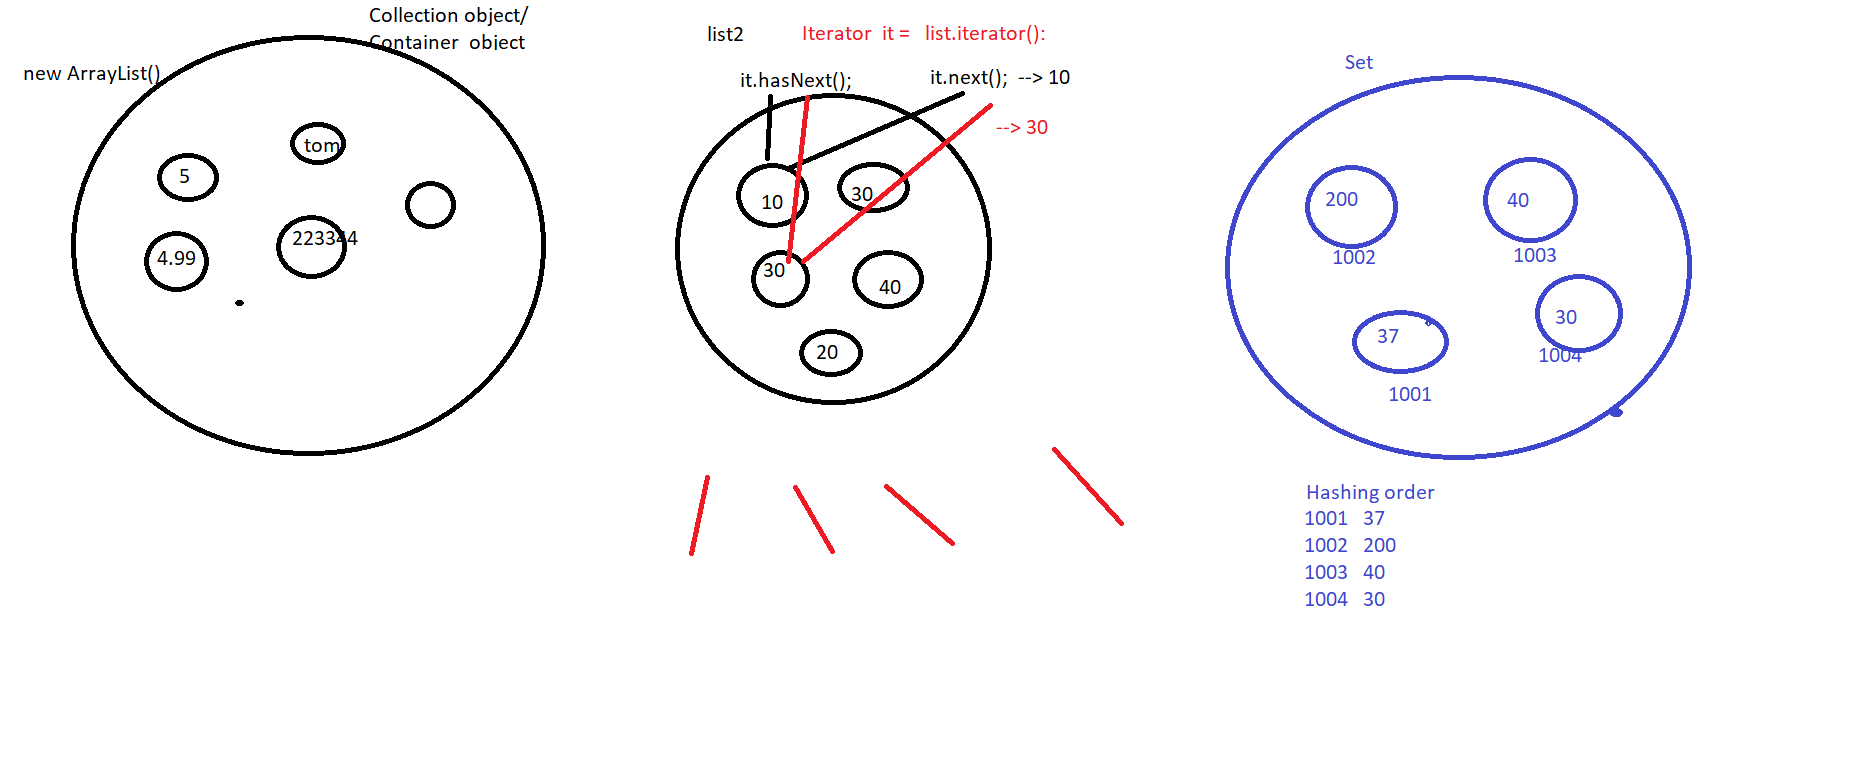 Collection object/
Container  object
new ArrayList()
tom
5
223344
4.99
list2
Iterator  it =   list.iterator():
it.hasNext();
it.next();  --> 10
--> 30
10
30
30
40
20
Set
200
40
1002
1003
37
30
1004
1001
Hashing order
1001   37
1002   200
1003   40
1004   30